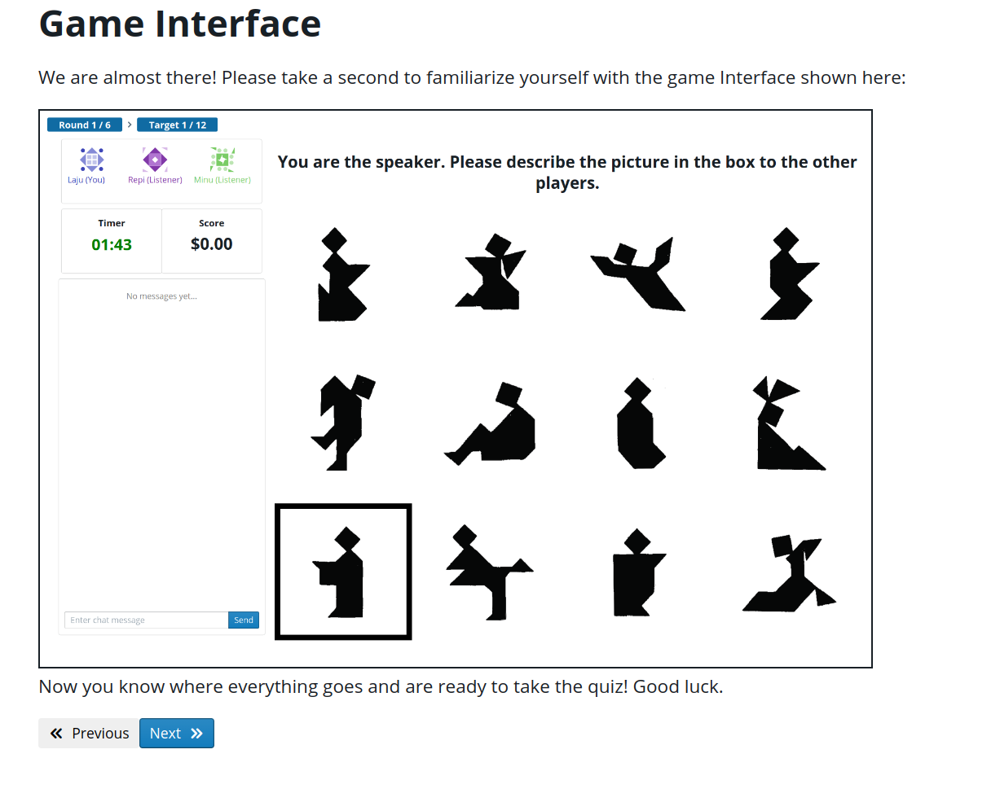 Game Interface
We are almost there! Please take a second to familiarize yourself with the game Interface shown here:
Round 1 / 6 > Target 1 / 12
Laju (You) Repi (Listener) Minu (Listener)
You are the speaker. Please describe the picture in the box to the other
players.
Timer Score
01:43 $0.00
No messages yet...
Enter chat message Send
Now you know where everything goes and are ready to take the quiz! Good luck.
« Previous Next »